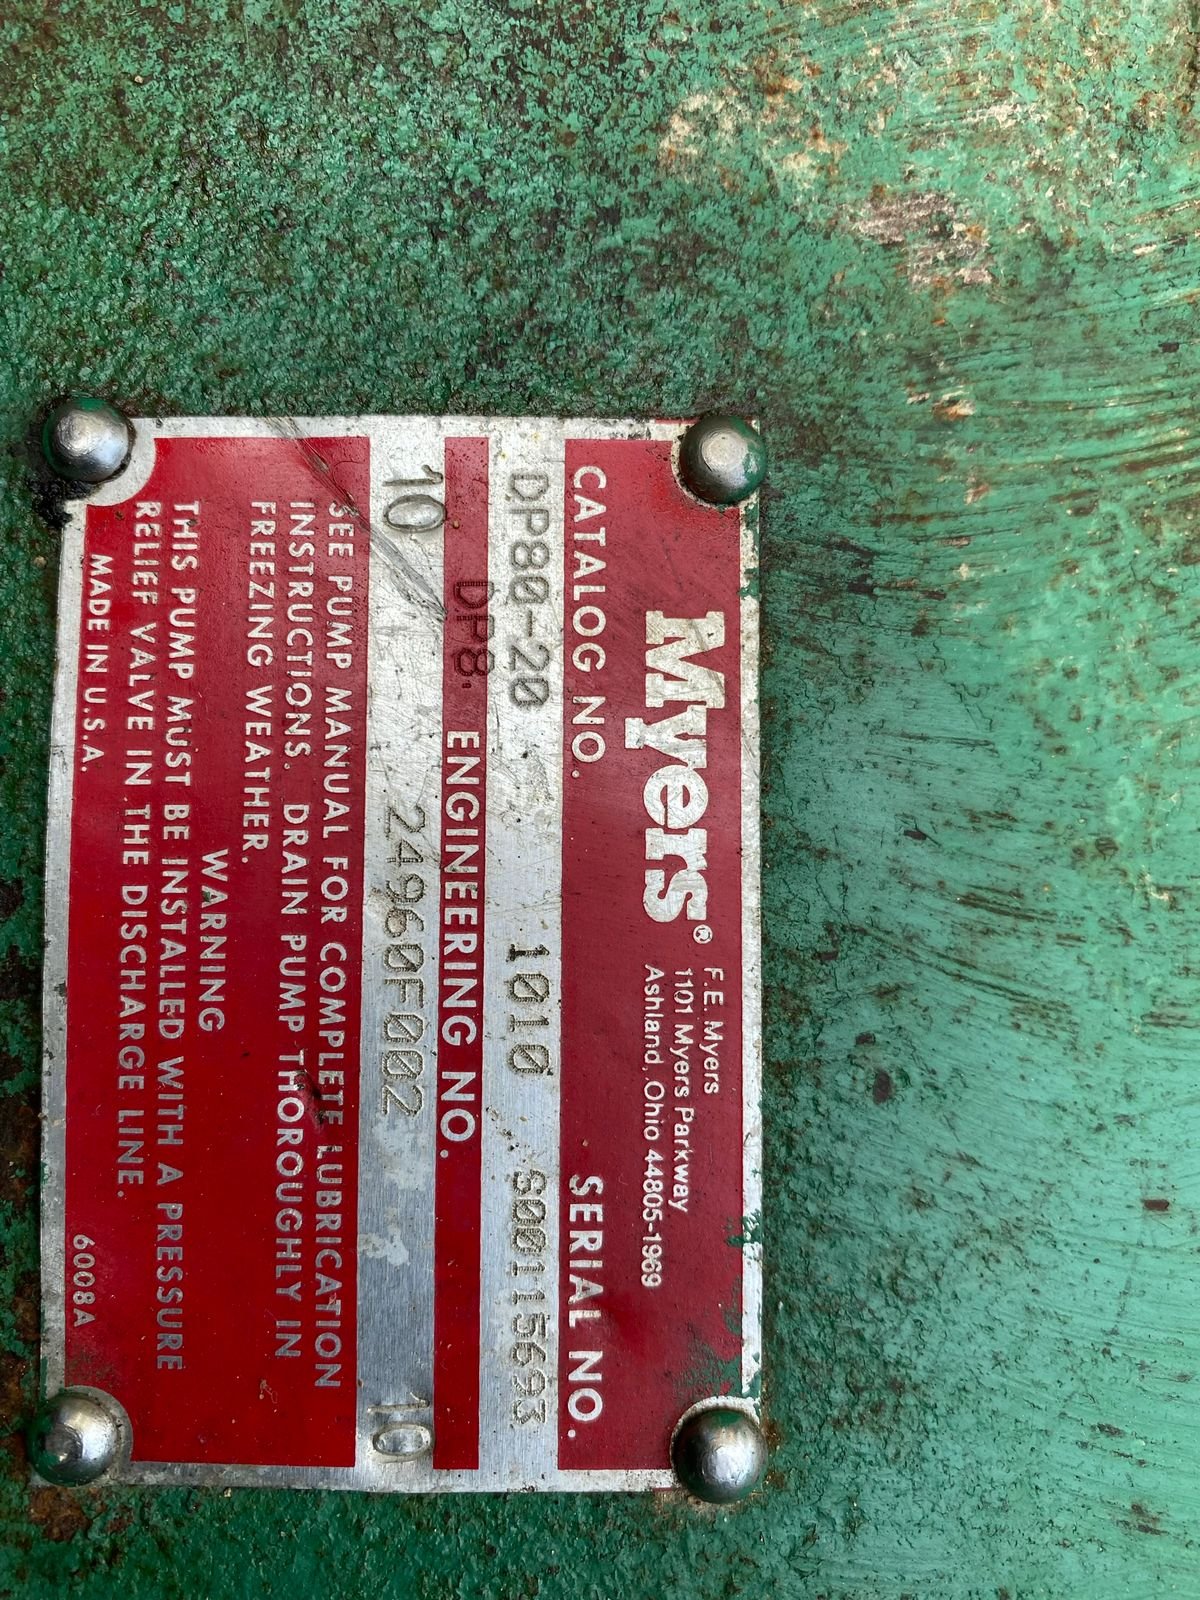 Myers®
F.E. Myers
1101 Myers Parkway
Ashland, Ohio 44805-1969
CATALOG NO. SERIAL NO.
DP80-20 1010 80015693
DP8. ENGINEERING NO.
10 24960F002 10
SEE PUMP MANUAL FOR COMPLETE LUBRICATION
INSTRUCTIONS. DRAIN PUMP THOROUGHLY IN
FREEZING WEATHER.
WARNING
THIS PUMP MUST BE INSTALLED WITH A PRESSURE
RELIEF VALVE IN THE DISCHARGE LINE.
MADE IN U.S.A. 6008A